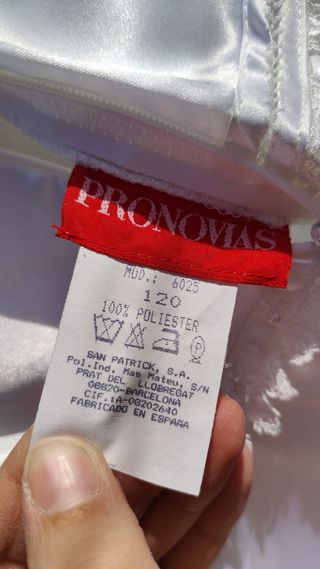 PRONOVIAS
MOD.: 6025
120
100% POLIESTER
P
SAN PATRICK, S.A.
Pol.Ind. Mas Mateu, S/N
PRAT DEL LLOBREGAT
08820-BARCELONA
CIF.:A-08202640
FABRICADO EN ESPAÑA